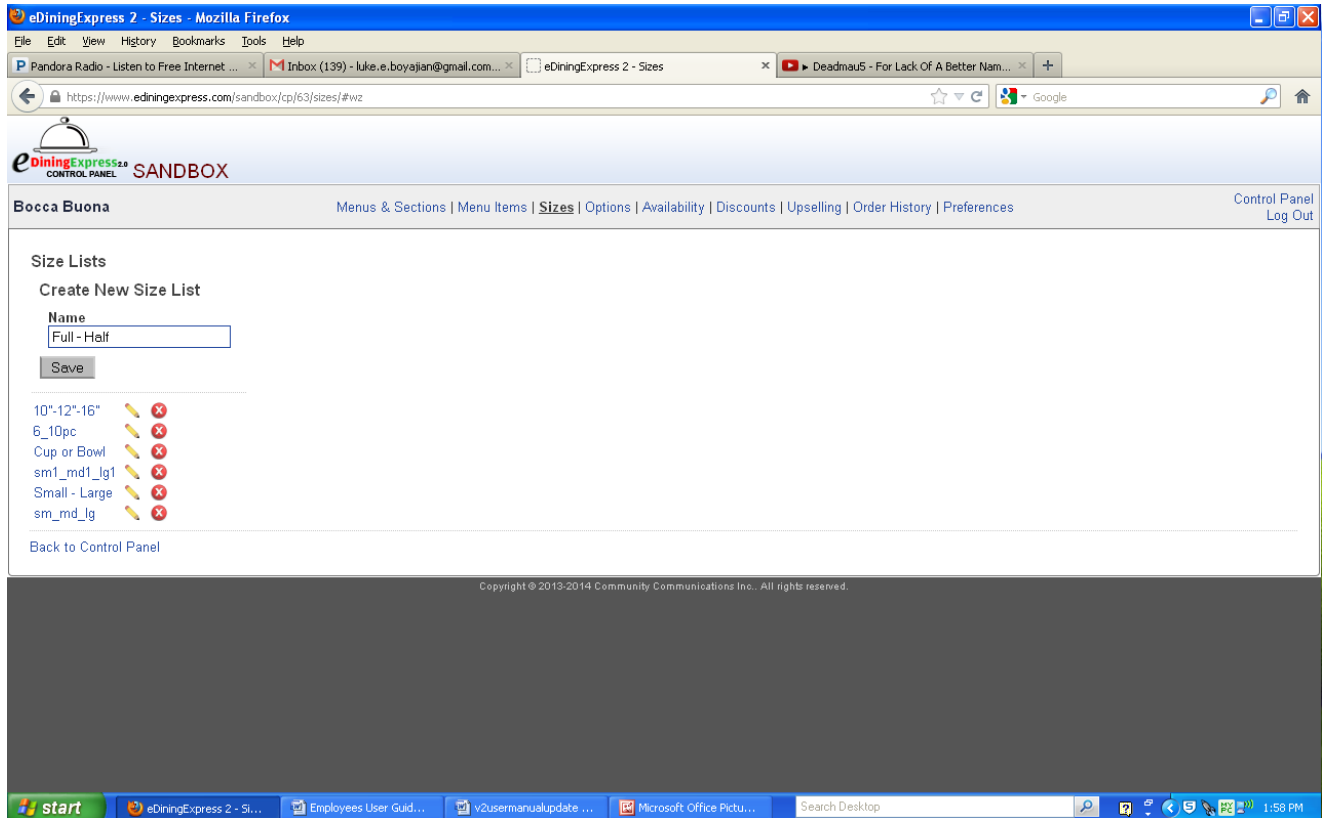 eDiningExpress 2 - Sizes - Mozilla Firefox
File Edit View History Bookmarks Tools Help
Pandora Radio - Listen to Free Internet ... Inbox (139) - luke.e.boyajian@gmail.com... eDiningExpress 2 - Sizes Deadmau5 - For Lack Of A Better Nam... +
https://www.ediningexpress.com/sandbox/cp/63/sizes/#wz Google
eDiningExpress2.0
CONTROL PANEL SANDBOX
Bocca Buona Menus & Sections | Menu Items | Sizes | Options | Availability | Discounts | Upselling | Order History | Preferences Control Panel
Log Out
Size Lists
Create New Size List
Name
Full - Half
Save
10"-12"-16"
6_10pc
Cup or Bowl
sm1_md1_lg1
Small - Large
sm_md_lg
Back to Control Panel
Copyright © 2013-2014 Community Communications Inc.. All rights reserved.
start eDiningExpress 2 - Si... Employees User Guid... v2usermanualupdate ... Microsoft Office Pictu... Search Desktop 1:58 PM